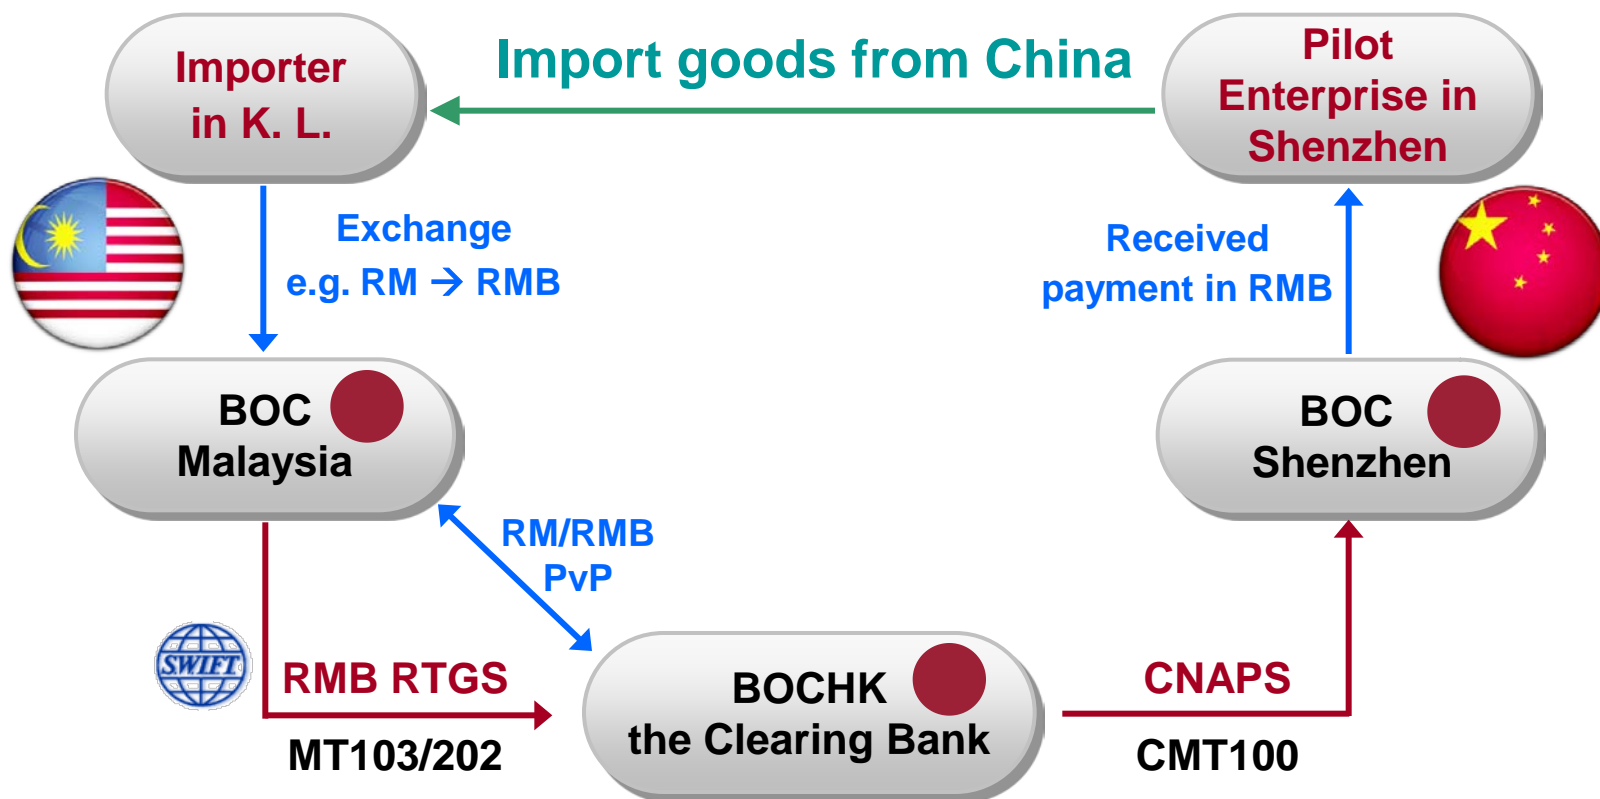 Importer
in K. L.
Import goods from China
Pilot
Enterprise in
Shenzhen
Exchange
e.g. RM → RMB
Received
payment in RMB
BOC
Malaysia
BOC
Shenzhen
RM/RMB
PvP
SWIFT
RMB RTGS
MT103/202
BOCHK
the Clearing Bank
CNAPS
CMT100